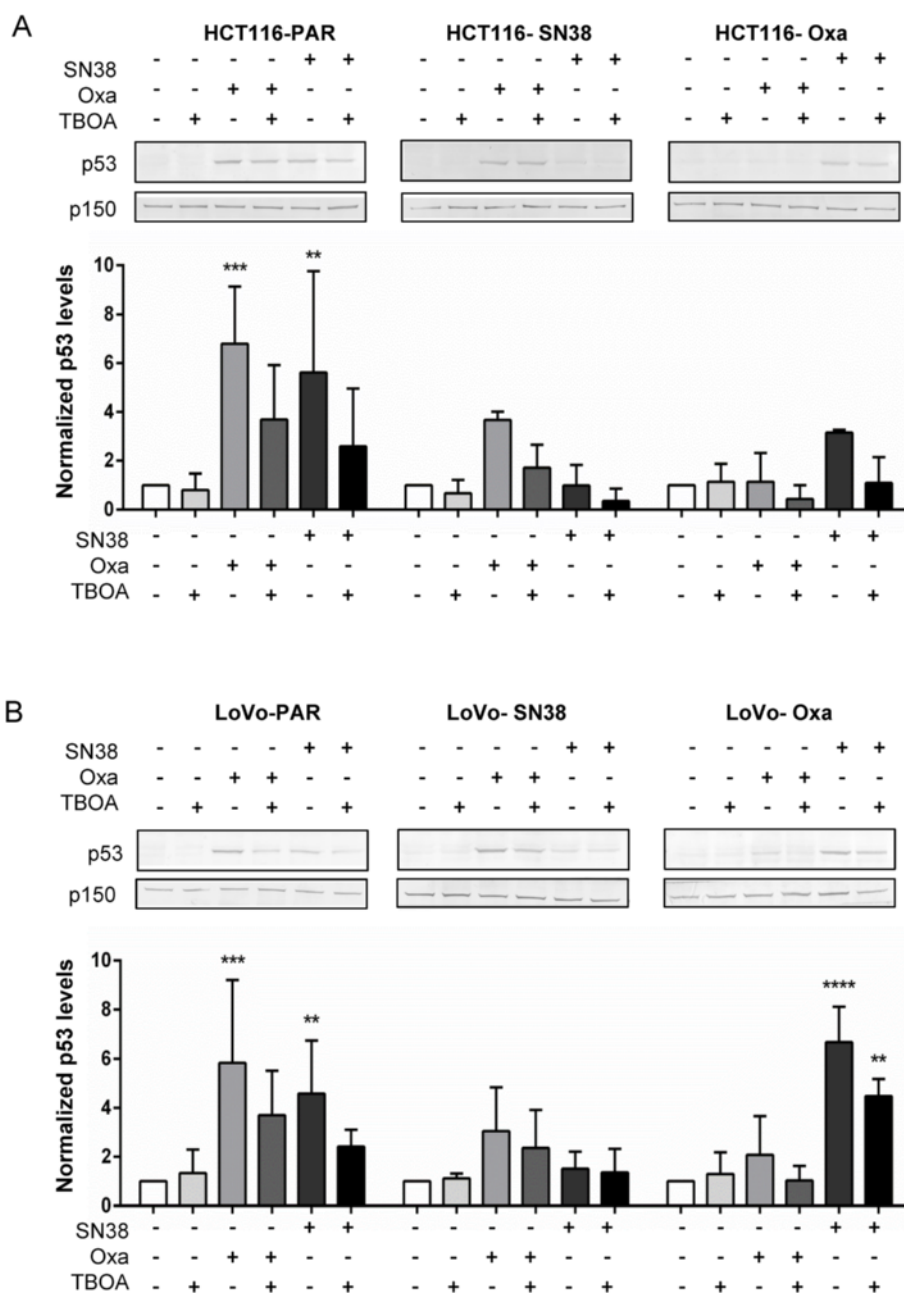 A
HCT116-PAR HCT116- SN38 HCT116- Oxa
SN38 - - - - + + - - - - + + - - - - + +
Oxa - - + + - - - - + + - - - - + + - -
TBOA - + - + - + - + - + - + - + - + - +
p53
p150
Normalized p53 levels
10
8
6
4
2
0
*** **
SN38 - - - - + + - - - - + + - - - - + +
Oxa - - + + - - - - + + - - - - + + - -
TBOA - + - + - + - + - + - + - + - + - +
B
LoVo-PAR LoVo- SN38 LoVo- Oxa
SN38 - - - - + + - - - - + + - - - - + +
Oxa - - + + - - - - + + - - - - + + - -
TBOA - + - + - + - + - + - + - + - + - +
p53
p150
Normalized p53 levels
10
8
6
4
2
0
*** ** **** **
SN38 - - - - + + - - - - + + - - - - + +
Oxa - - + + - - - - + + - - - - + + - -
TBOA - + - + - + - + - + - + - + - + - +